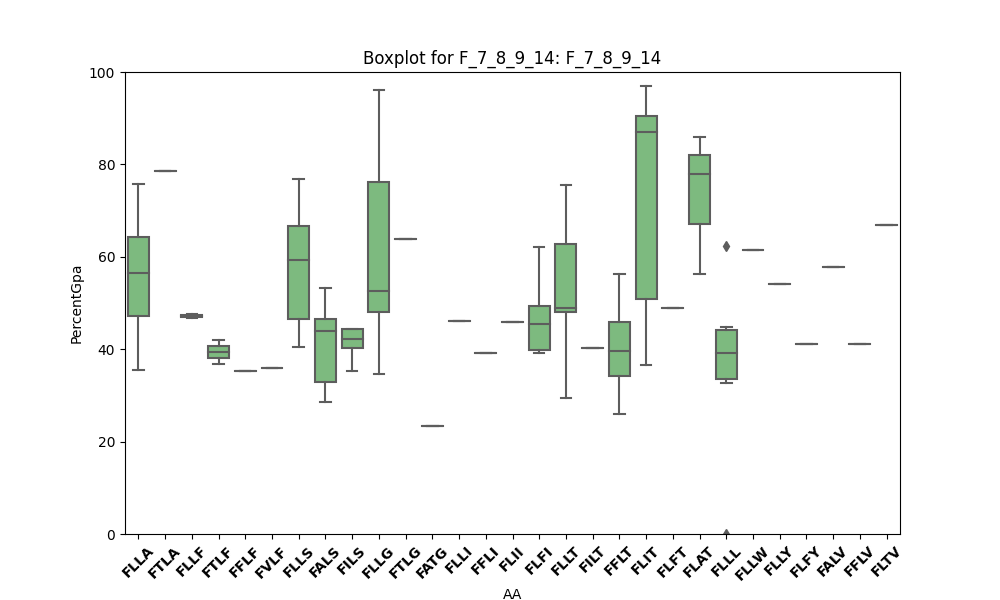 Boxplot for F_7_8_9_14: F_7_8_9_14
100
80
60
40
20
0
PercentGpa
FLLA FTLA FLLF FTLF FFLF FVLF FLLS FALS FILS FLLG FTLG FATG FLLI FFLI FLII FLFI FLLT FILT FFLT FLIT FLFT FLAT FLLL FLLW FLLY FLFY FALV FFLV FLTV
AA